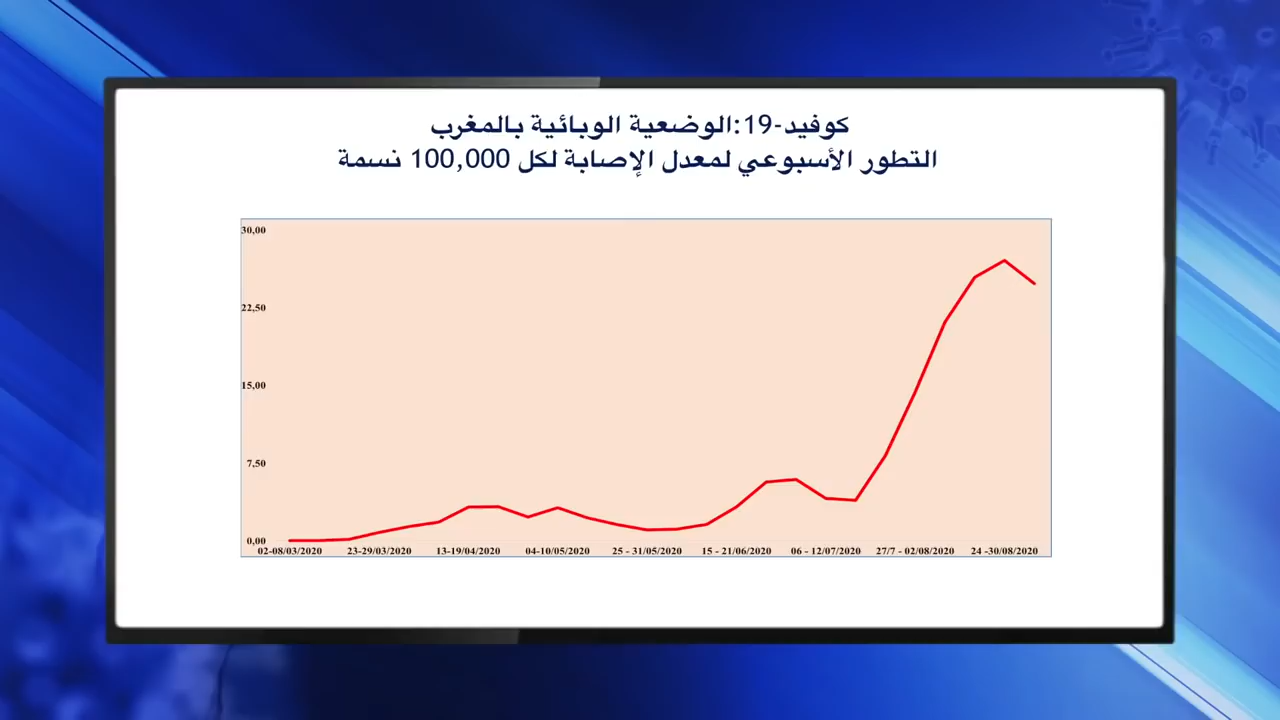 كوفيد-19:الوضعية الوبائية بالمغرب
التطور الأسبوعي لمعدل الإصابة لكل 100,000 نسمة
30,00
22,50
15,00
7,50
0,00
02-08/03/2020 23-29/03/2020 13-19/04/2020 04-10/05/2020 25 - 31/05/2020 15 - 21/06/2020 06 - 12/07/2020 27/7 - 02/08/2020 24 -30/08/2020